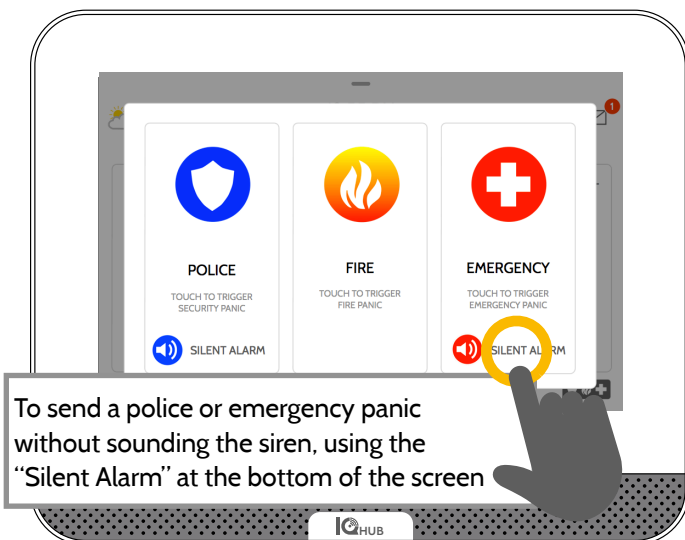 1
POLICE
TOUCH TO TRIGGER
SECURITY PANIC
SILENT ALARM
FIRE
TOUCH TO TRIGGER
FIRE PANIC
EMERGENCY
TOUCH TO TRIGGER
EMERGENCY PANIC
SILENT ALARM
To send a police or emergency panic
without sounding the siren, using the
“Silent Alarm” at the bottom of the screen
IQ HUB